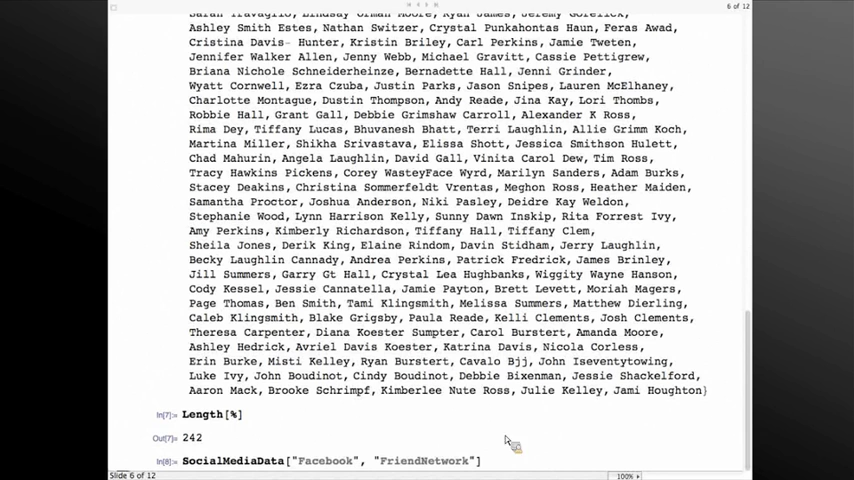 6 of 12
Sarah Travaglio, Lindsay Orman Moore, Ryan James, Jeremy Gorelick,
Ashley Smith Estes, Nathan Switzer, Crystal Punkahontas Haun, Feras Awad,
Cristina Davis- Hunter, Kristin Briley, Carl Perkins, Jamie Tweten,
Jennifer Walker Allen, Jenny Webb, Michael Gravitt, Cassie Pettigrew,
Briana Nichole Schneiderheinze, Bernadette Hall, Jenni Grinder,
Wyatt Cornwell, Ezra Czuba, Justin Parks, Jason Snipes, Lauren McElhaney,
Charlotte Montague, Dustin Thompson, Andy Reade, Jina Kay, Lori Thombs,
Robbie Hall, Grant Gall, Debbie Grimshaw Carroll, Alexander K Ross,
Rima Dey, Tiffany Lucas, Bhuvanesh Bhatt, Terri Laughlin, Allie Grimm Koch,
Martina Miller, Shikha Srivastava, Elissa Shott, Jessica Smithson Hulett,
Chad Mahurin, Angela Laughlin, David Gall, Vinita Carol Dew, Tim Ross,
Tracy Hawkins Pickens, Corey WasteyFace Wyrd, Marilyn Sanders, Adam Burks,
Stacey Deakins, Christina Sommerfeldt Vrentas, Meghon Ross, Heather Maiden,
Samantha Proctor, Joshua Anderson, Niki Pasley, Deidre Kay Weldon,
Stephanie Wood, Lynn Harrison Kelly, Sunny Dawn Inskip, Rita Forrest Ivy,
Amy Perkins, Kimberly Richardson, Tiffany Hall, Tiffany Clem,
Sheila Jones, Derik King, Elaine Rindom, Davin Stidham, Jerry Laughlin,
Becky Laughlin Cannady, Andrea Perkins, Patrick Fredrick, James Brinley,
Jill Summers, Garry Gt Hall, Crystal Lea Hughbanks, Wiggity Wayne Hanson,
Cody Kessel, Jessie Cannatella, Jamie Payton, Brett Levett, Moriah Magers,
Page Thomas, Ben Smith, Tami Klingsmith, Melissa Summers, Matthew Dierling,
Caleb Klingsmith, Blake Grigsby, Paula Reade, Kelli Clements, Josh Clements,
Theresa Carpenter, Diana Koester Sumpter, Carol Burstert, Amanda Moore,
Ashley Hedrick, Avriel Davis Koester, Katrina Davis, Nicola Corless,
Erin Burke, Misti Kelley, Ryan Burstert, Cavalo Bjj, John Iseventytowing,
Luke Ivy, John Boudinot, Cindy Boudinot, Debbie Bixenman, Jessie Shackelford,
Aaron Mack, Brooke Schrimpf, Kimberlee Nute Ross, Julie Kelley, Jami Houghton}
In[7]:= Length[%]
Out[7]= 242
In[8]:= SocialMediaData["Facebook", "FriendNetwork"]
Slide 6 of 12
100%